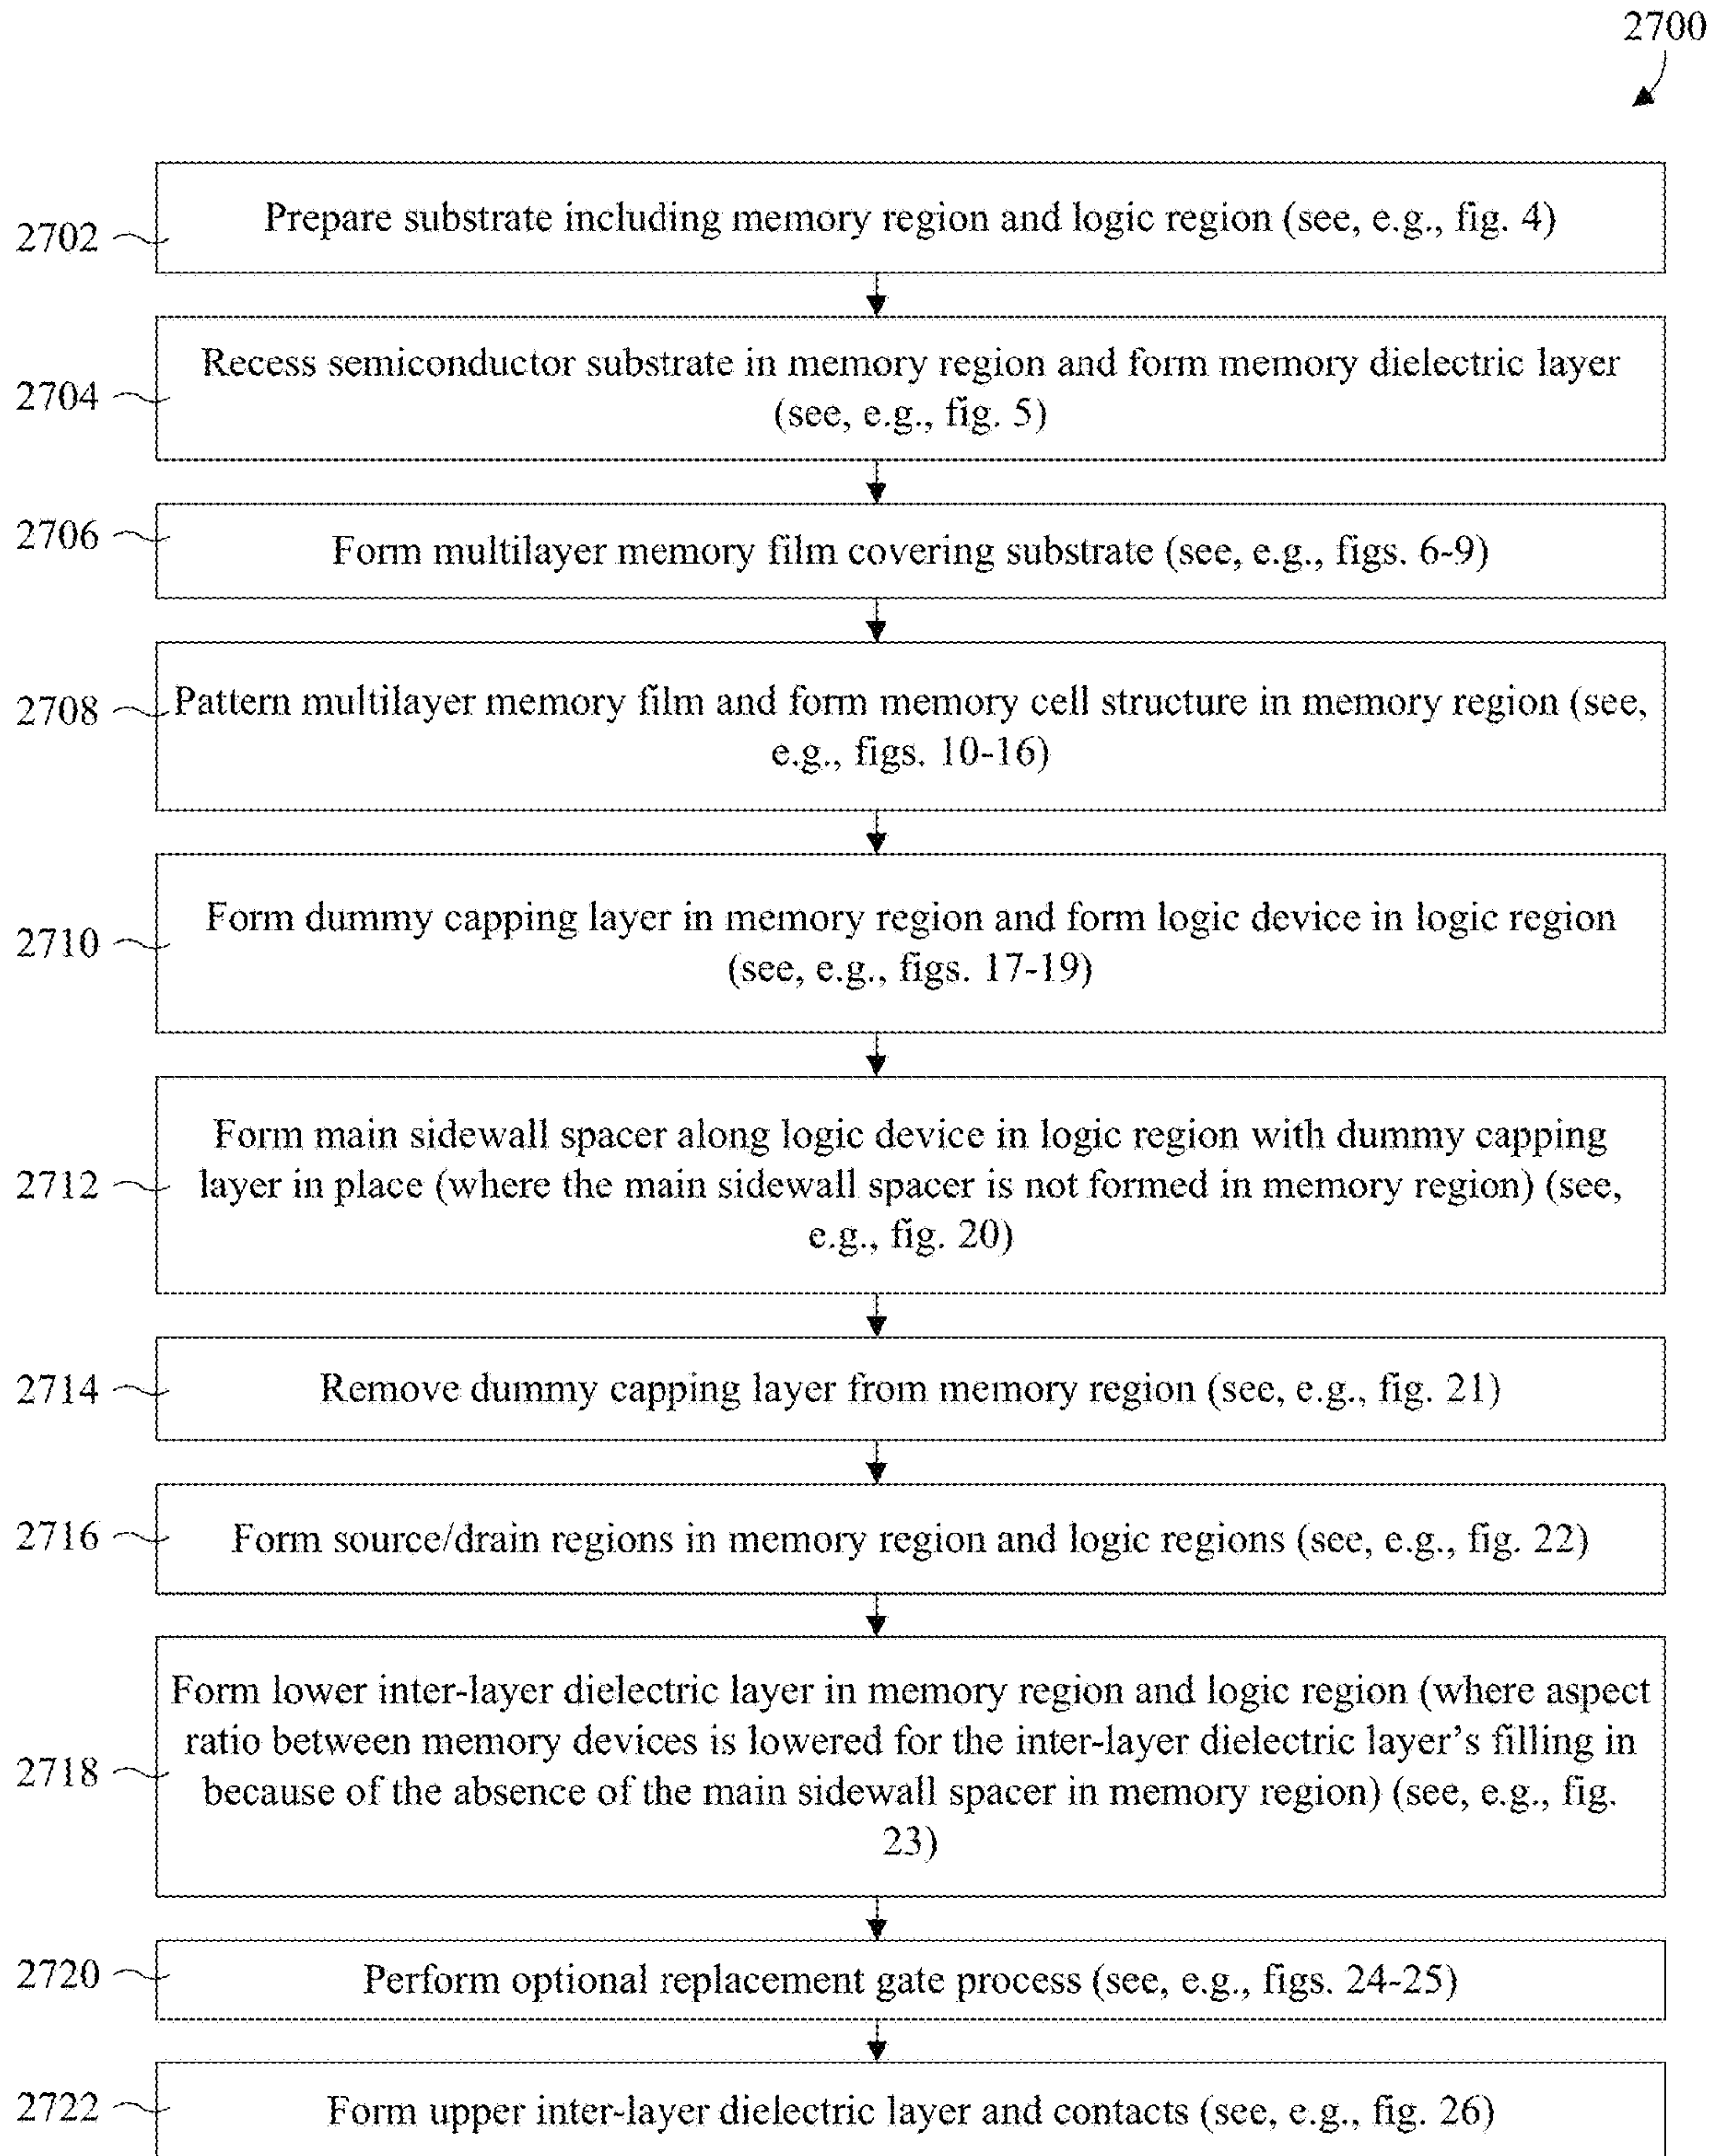 2700
2702
Prepare substrate including memory region and logic region (see, e.g., fig. 4)
2704
Recess semiconductor substrate in memory region and form memory dielectric layer
(see, e.g., fig. 5)
2706
Form multilayer memory film covering substrate (see, e.g., figs. 6-9)
2708
Pattern multilayer memory film and form memory cell structure in memory region (see,
e.g., figs. 10-16)
2710
Form dummy capping layer in memory region and form logic device in logic region
(see, e.g., figs. 17-19)
2712
Form main sidewall spacer along logic device in logic region with dummy capping
layer in place (where the main sidewall spacer is not formed in memory region) (see,
e.g., fig. 20)
2714
Remove dummy capping layer from memory region (see, e.g., fig. 21)
2716
Form source/drain regions in memory region and logic regions (see, e.g., fig. 22)
2718
Form lower inter-layer dielectric layer in memory region and logic region (where aspect
ratio between memory devices is lowered for the inter-layer dielectric layer's filling in
because of the absence of the main sidewall spacer in memory region) (see, e.g., fig.
23)
2720
Perform optional replacement gate process (see, e.g., figs. 24-25)
2722
Form upper inter-layer dielectric layer and contacts (see, e.g., fig. 26)